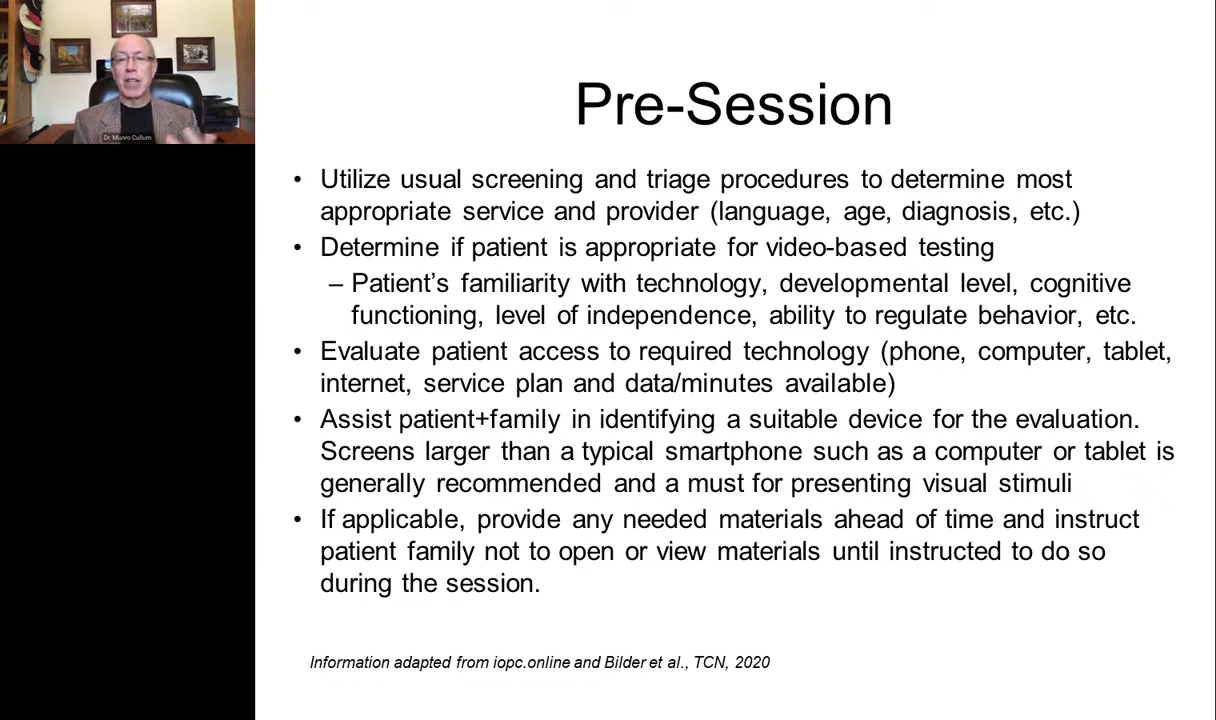 Dr. Munro Cullum
Pre-Session
• Utilize usual screening and triage procedures to determine most
appropriate service and provider (language, age, diagnosis, etc.)
• Determine if patient is appropriate for video-based testing
– Patient’s familiarity with technology, developmental level, cognitive
functioning, level of independence, ability to regulate behavior, etc.
• Evaluate patient access to required technology (phone, computer, tablet,
internet, service plan and data/minutes available)
• Assist patient+family in identifying a suitable device for the evaluation.
Screens larger than a typical smartphone such as a computer or tablet is
generally recommended and a must for presenting visual stimuli
• If applicable, provide any needed materials ahead of time and instruct
patient family not to open or view materials until instructed to do so
during the session.
Information adapted from iopc.online and Bilder et al., TCN, 2020